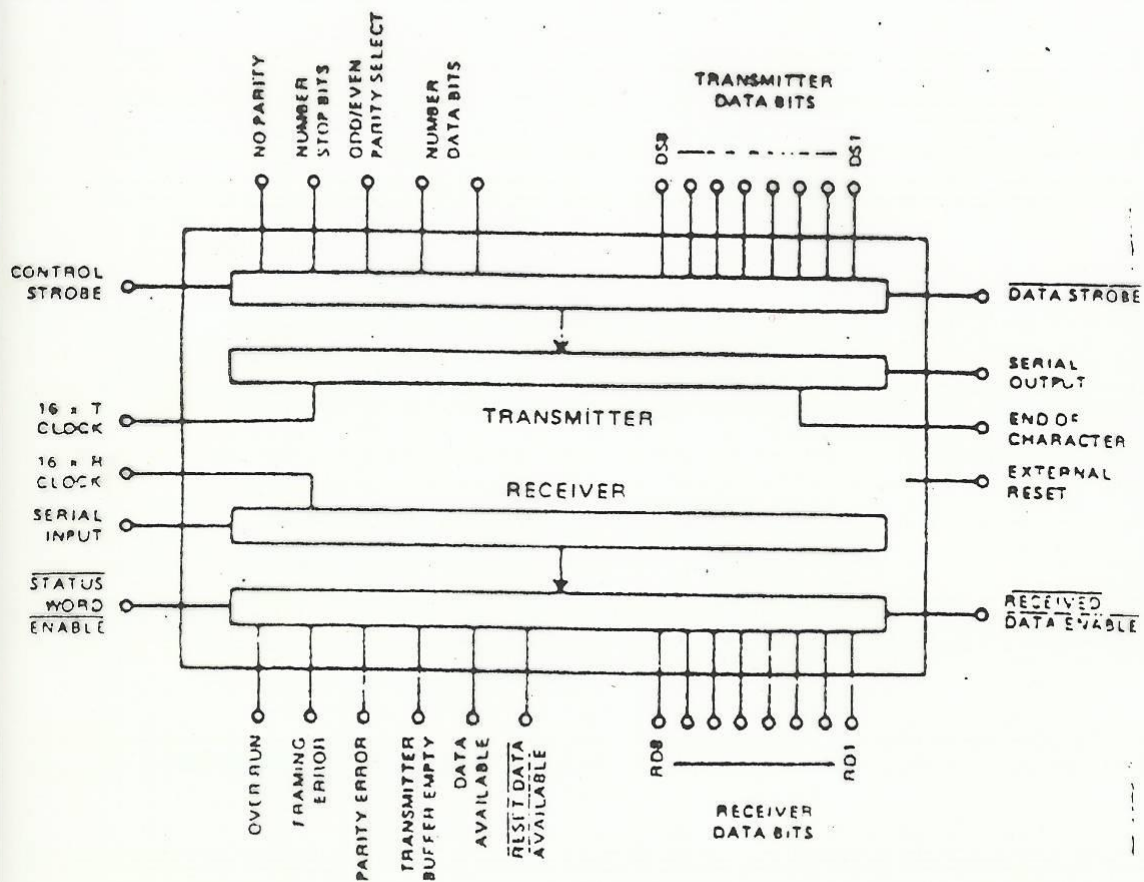 NO PARITY
NUMBER
STOP BITS
ODD/EVEN
PARITY SELECT
NUMBER
DATA BITS
TRANSMITTER
DATA BITS
DS8
DS1
CONTROL
STROBE
DATA STROBE
SERIAL
OUTPUT
16 x T
CLOCK
TRANSMITTER
END OF
CHARACTER
16 x R
CLOCK
RECEIVER
EXTERNAL
RESET
SERIAL
INPUT
STATUS
WORD
ENABLE
RECEIVED
DATA ENABLE
OVER RUN
FRAMING
ERROR
PARITY ERROR
TRANSMITTER
BUFFER EMPTY
DATA
AVAILABLE
RESET DATA
AVAILABLE
RD8
RD1
RECEIVER
DATA BITS